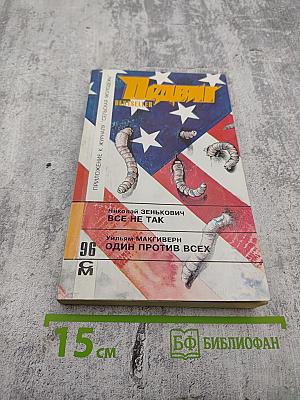 Подвиг
BESTSELLER
ПРИЛОЖЕНИЕ К ЖУРНАЛУ "СЕЛЬСКАЯ МОЛОДЕЖЬ"
Николай ЗЕНЬКОВИЧ
ВСЕ НЕ ТАК
Уильям МАКГИВЕРН
ОДИН ПРОТИВ ВСЕХ
96
СМ
15 см
БФ БИБЛИОФАН